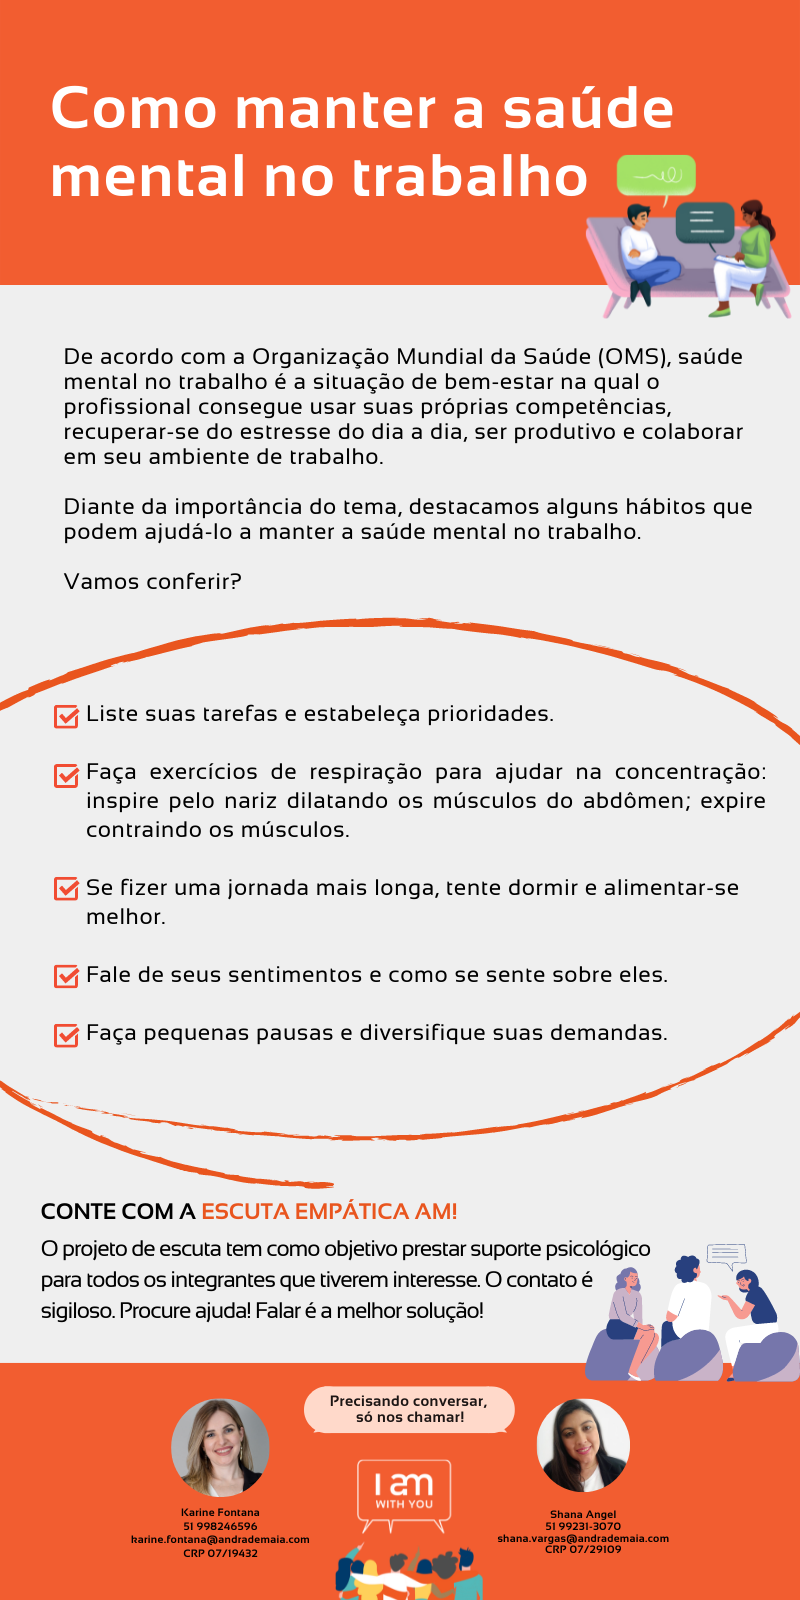 Como manter a saúde
mental no trabalho
De acordo com a Organização Mundial da Saúde (OMS), saúde
mental no trabalho é a situação de bem-estar na qual o
profissional consegue usar suas próprias competências,
recuperar-se do estresse do dia a dia, ser produtivo e colaborar
em seu ambiente de trabalho.
Diante da importância do tema, destacamos alguns hábitos que
podem ajudá-lo a manter a saúde mental no trabalho.
Vamos conferir?
Liste suas tarefas e estabeleça prioridades.
Faça exercícios de respiração para ajudar na concentração:
inspire pelo nariz dilatando os músculos do abdômen; expire
contraindo os músculos.
Se fizer uma jornada mais longa, tente dormir e alimentar-se
melhor.
Fale de seus sentimentos e como se sente sobre eles.
Faça pequenas pausas e diversifique suas demandas.
CONTE COM A ESCUTA EMPÁTICA AM!
O projeto de escuta tem como objetivo prestar suporte psicológico
para todos os integrantes que tiverem interesse. O contato é
sigiloso. Procure ajuda! Falar é a melhor solução!
Precisando conversar,
só nos chamar!
Karine Fontana
51 998246596
karine.fontana@andrademaia.com
CRP 07/19432
I am
WITH YOU
Shana Angel
51 99231-3070
shana.vargas@andrademaia.com
CRP 07/29109